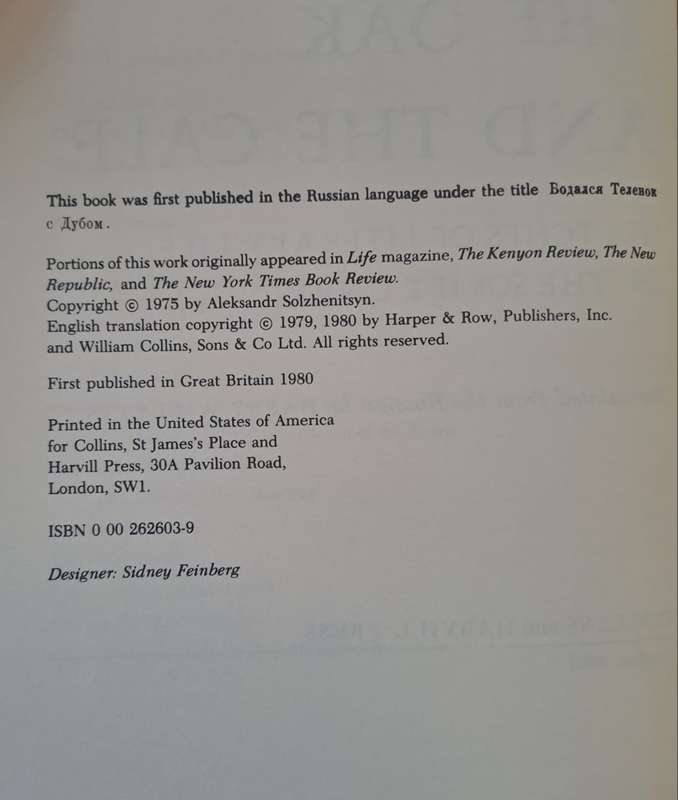 This book was first published in the Russian language under the title Бодался Теленок
с Дубом.
Portions of this work originally appeared in Life magazine, The Kenyon Review, The New
Republic, and The New York Times Book Review.
Copyright © 1975 by Aleksandr Solzhenitsyn.
English translation copyright © 1979, 1980 by Harper & Row, Publishers, Inc.
and William Collins, Sons & Co Ltd. All rights reserved.
First published in Great Britain 1980
Printed in the United States of America
for Collins, St James's Place and
Harvill Press, 30A Pavilion Road,
London, SW1.
ISBN 0 00 262603-9
Designer: Sidney Feinberg